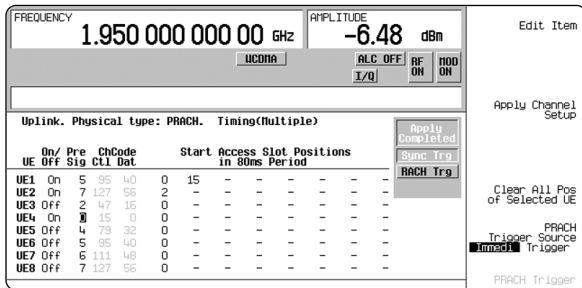 FREQUENCY
1.950 000 000 00 GHz
AMPLITUDE
-6.48 dBm
WCDMA
ALC OFF
I/Q
RF ON
MOD ON
Uplink. Physical type: PRACH. Timing(Multiple)
Apply Completed
Sync Trg
RACH Trg
On/ Pre ChCode Start Access Slot Positions
UE Off Sig Ctl Dat in 80ms Period
UE1 On 5 95 40 0 15 - - - - - -
UE2 On 7 127 56 2 - - - - - - -
UE3 Off 2 47 16 0 - - - - - - -
UE4 On 0 15 0 0 - - - - - - -
UE5 Off 4 79 32 0 - - - - - - -
UE6 Off 5 95 40 0 - - - - - - -
UE7 Off 6 111 48 0 - - - - - - -
UE8 Off 7 127 56 0 - - - - - - -
Edit Item
Apply Channel
Setup
Clear All Pos
of Selected UE
PRACH
Trigger Source
Immedi Trigger
PRACH Trigger